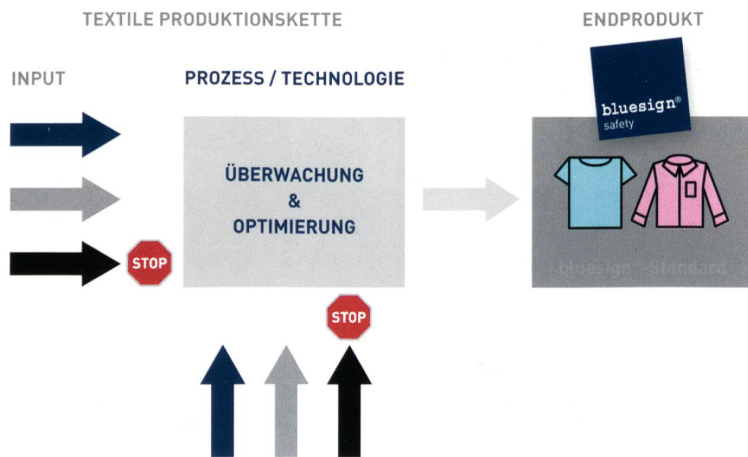 TEXTILE PRODUKTIONSKETTE
ENDPRODUKT
INPUT
PROZESS / TECHNOLOGIE
bluesign®
safety
ÜBERWACHUNG
&
OPTIMIERUNG
STOP
bluesign®-Standard
STOP